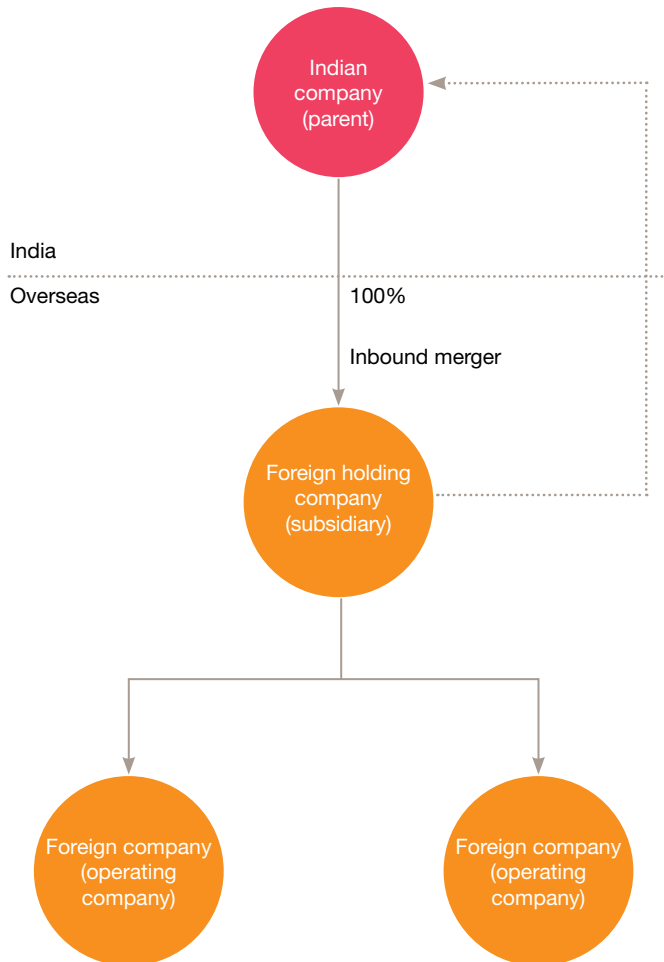 Indian
company
(parent)
India
Overseas
100%
Inbound merger
Foreign holding
company
(subsidiary)
Foreign company
(operating
company)
Foreign company
(operating
company)